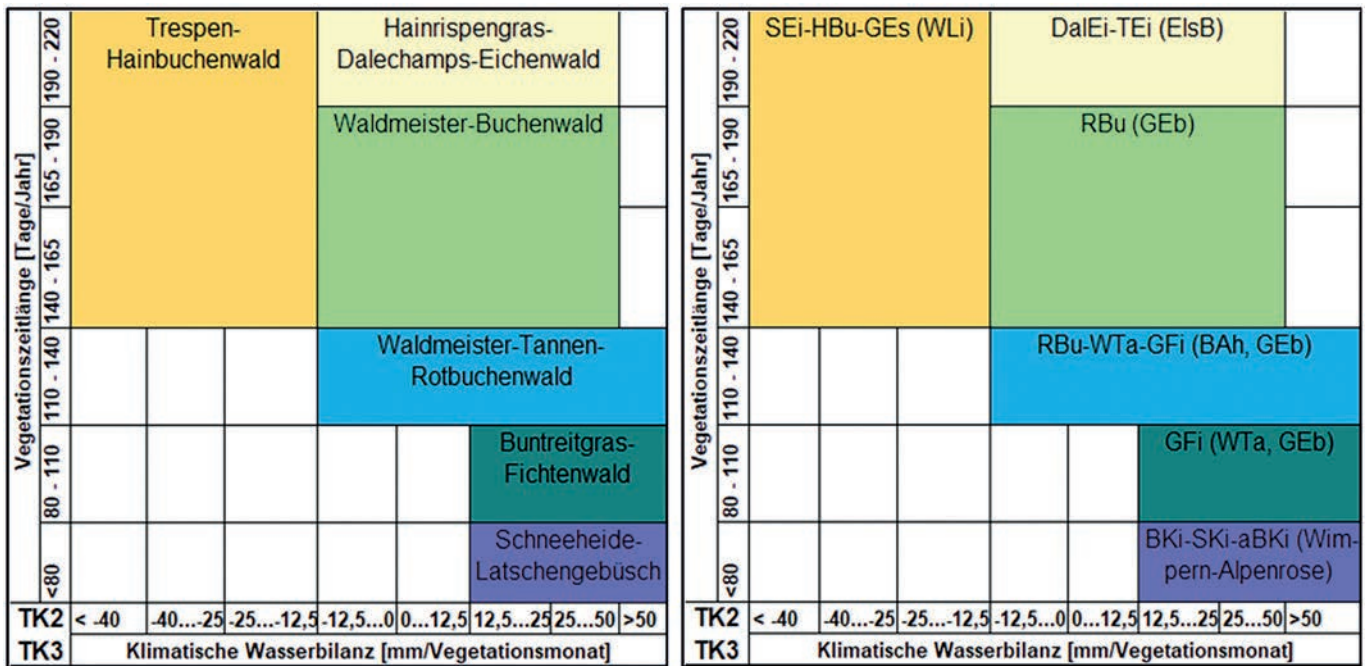 Vegetationszeitlänge [Tage/Jahr]
190 - 220
165 - 190
140 - 165
110 - 140
80 - 110
<80
Trespen-
Hainbuchenwald
Hainrispengras-
Dalechamps-Eichenwald
Waldmeister-Buchenwald
Waldmeister-Tannen-
Rotbuchenwald
Buntreitgras-
Fichtenwald
Schneeheide-
Latschengebüsch
TK2 < -40 -40...-25 -25...-12,5 -12,5...0 0...12,5 12,5...25 25...50 >50
TK3 Klimatische Wasserbilanz [mm/Vegetationsmonat]
Vegetationszeitlänge [Tage/Jahr]
190 - 220
165 - 190
140 - 165
110 - 140
80 - 110
<80
SEi-HBu-GEs (WLi)
DalEi-TEi (ElsB)
RBu (GEb)
RBu-WTa-GFi (BAh, GEb)
GFi (WTa, GEb)
BKi-SKi-aBKi (Wim-
pern-Alpenrose)
TK2 < -40 -40...-25 -25...-12,5 -12,5...0 0...12,5 12,5...25 25...50 >50
TK3 Klimatische Wasserbilanz [mm/Vegetationsmonat]